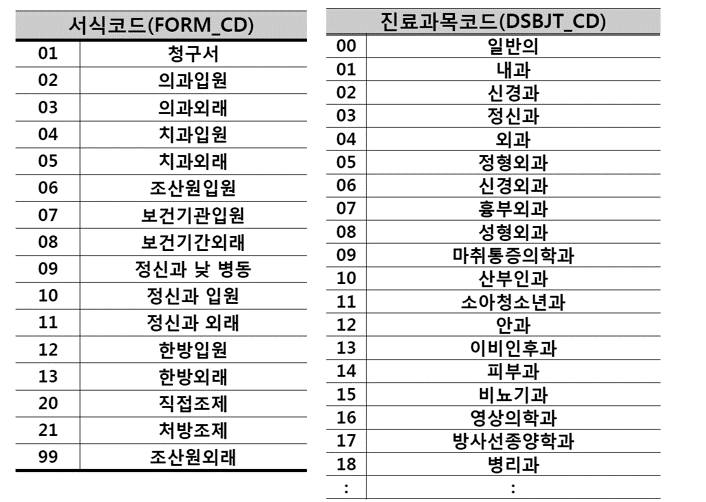 서식코드(FORM_CD)
01 청구서
02 의과입원
03 의과외래
04 치과입원
05 치과외래
06 조산원입원
07 보건기관입원
08 보건기간외래
09 정신과 낮 병동
10 정신과 입원
11 정신과 외래
12 한방입원
13 한방외래
20 직접조제
21 처방조제
99 조산원외래
진료과목코드(DSBJT_CD)
00 일반의
01 내과
02 신경과
03 정신과
04 외과
05 정형외과
06 신경외과
07 흉부외과
08 성형외과
09 마취통증의학과
10 산부인과
11 소아청소년과
12 안과
13 이비인후과
14 피부과
15 비뇨기과
16 영상의학과
17 방사선종양학과
18 병리과
: :